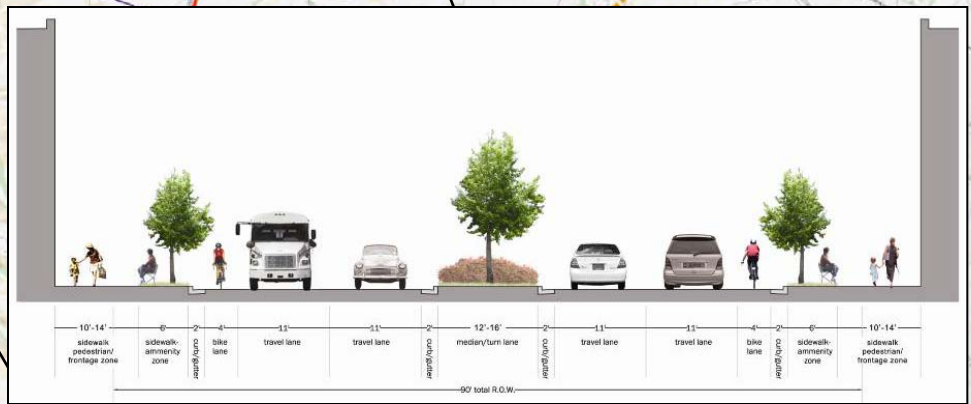 10'-14' 6' 2' 4' 11' 11' 2' 12'-16' 2' 11' 11' 4' 2' 6' 10'-14'
sidewalk
pedestrian/
frontage zone
sidewalk-
ammenity
zone
curb/gutter
bike
lane
travel lane
travel lane
curb/gutter
median/turn lane
curb/gutter
travel lane
travel lane
bike
lane
curb/gutter
sidewalk-
ammenity
zone
sidewalk
pedestrian/
frontage zone
90' total R.O.W.